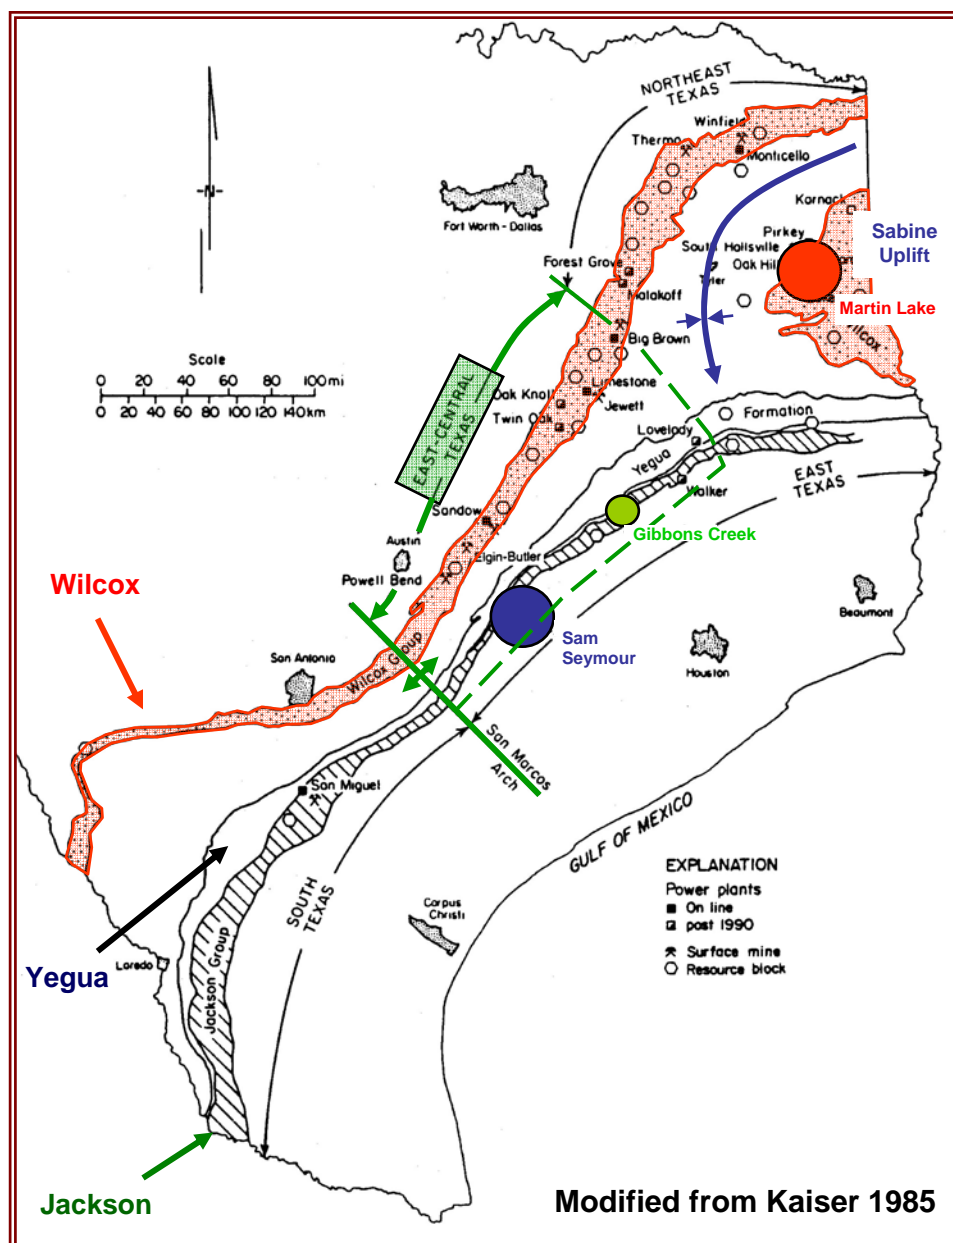 NORTHEAST
TEXAS
Winfield
Thermo
Monticello
-N-
Fort Worth - Dallas
Karnack
Pirkey
South Hallsville
Oak Hill
Tyler
Sabine
Uplift
Martin Lake
Wilcox
Forest Grove
Malakoff
Big Brown
Scale
0 20 40 60 80 100 mi
0 20 40 60 80 100 120 140 km
EAST-CENTRAL
TEXAS
Oak Knoll
Limestone
Jewett
Twin Oak
Formation
Lovelady
Yegua
Walker
EAST
TEXAS
Sandow
Gibbons Creek
Austin
Elgin-Butler
Powell Bend
Beaumont
Wilcox
Sam
Seymour
Houston
San Antonio
Wilcox Group
San Marcos
Arch
San Miguel
GULF OF MEXICO
SOUTH
TEXAS
Corpus
Christi
EXPLANATION
Power plants
On line
post 1990
Surface mine
Resource block
Jackson Group
Laredo
Yegua
Jackson
Modified from Kaiser 1985